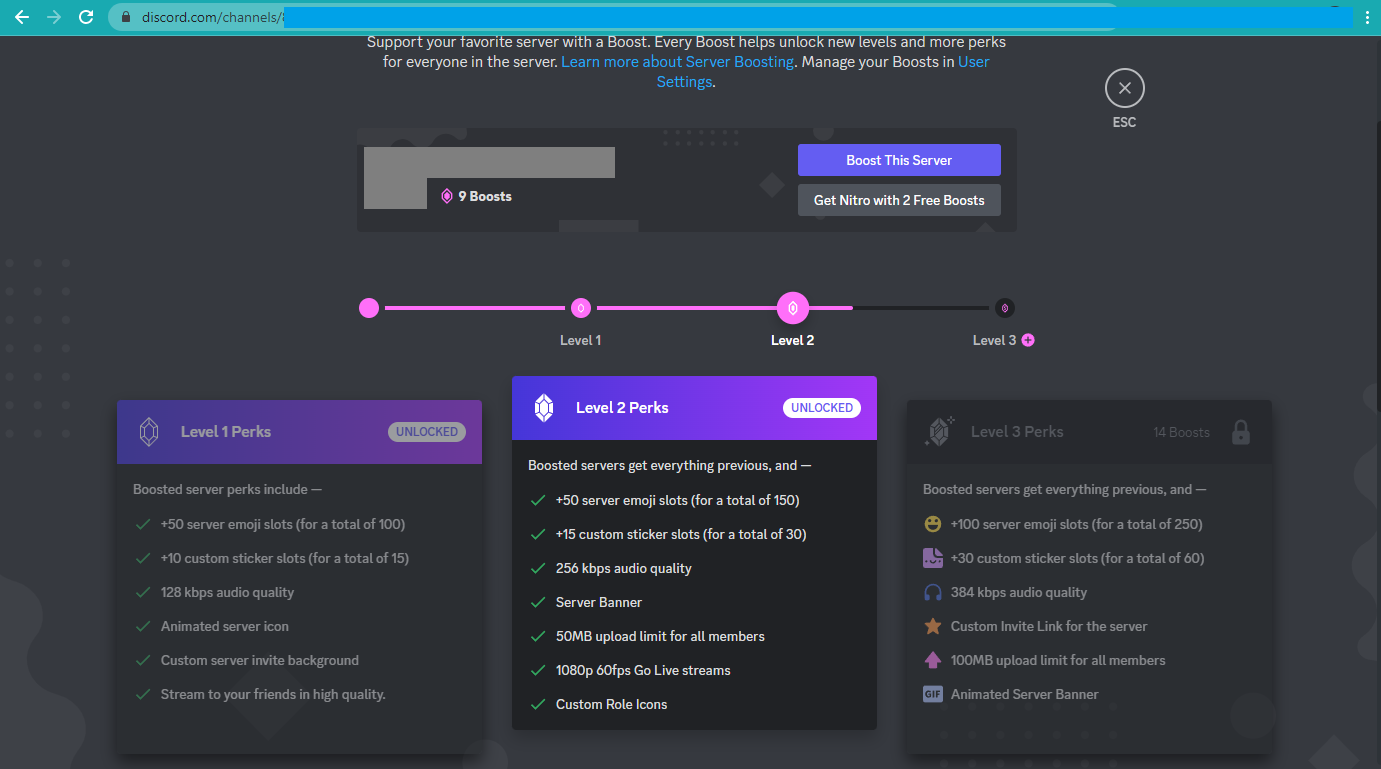 discord.com/channels/
Support your favorite server with a Boost. Every Boost helps unlock new levels and more perks
for everyone in the server. Learn more about Server Boosting. Manage your Boosts in User
Settings.
ESC
Boost This Server
9 Boosts
Get Nitro with 2 Free Boosts
Level 1
Level 2
Level 3
Level 1 Perks
UNLOCKED
Boosted server perks include —
+50 server emoji slots (for a total of 100)
+10 custom sticker slots (for a total of 15)
128 kbps audio quality
Animated server icon
Custom server invite background
Stream to your friends in high quality.
Level 2 Perks
UNLOCKED
Boosted servers get everything previous, and —
+50 server emoji slots (for a total of 150)
+15 custom sticker slots (for a total of 30)
256 kbps audio quality
Server Banner
50MB upload limit for all members
1080p 60fps Go Live streams
Custom Role Icons
Level 3 Perks
14 Boosts
Boosted servers get everything previous, and —
+100 server emoji slots (for a total of 250)
+30 custom sticker slots (for a total of 60)
384 kbps audio quality
Custom Invite Link for the server
100MB upload limit for all members
GIF Animated Server Banner